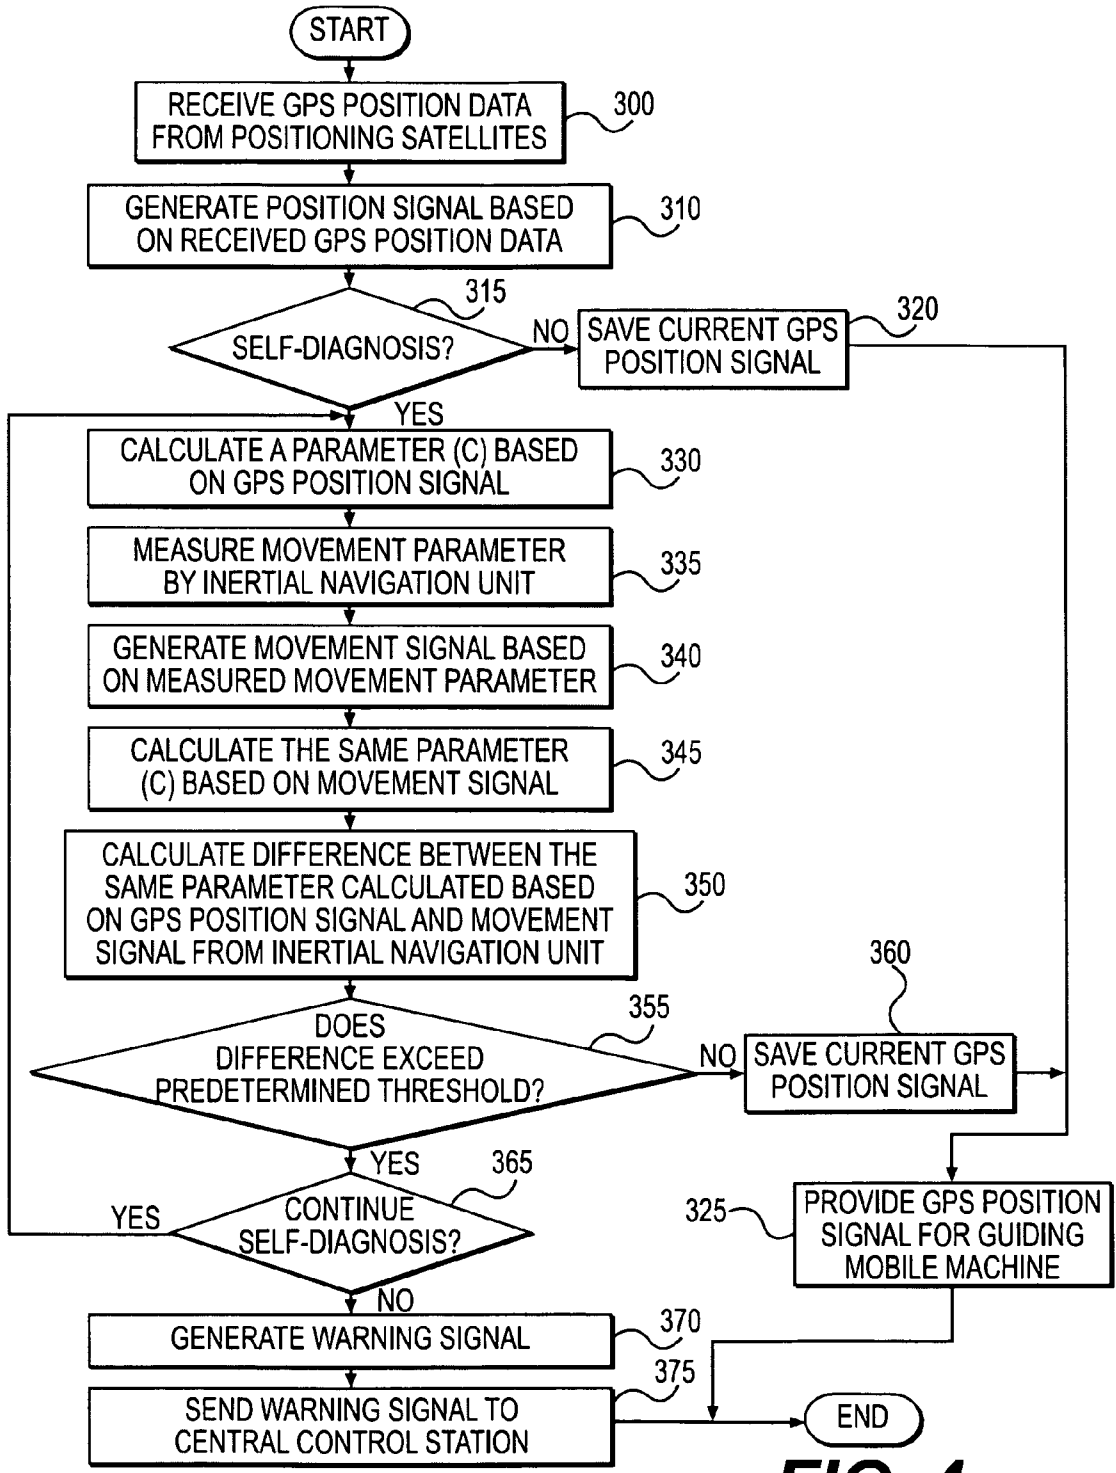 START
RECEIVE GPS POSITION DATA
FROM POSITIONING SATELLITES
300
GENERATE POSITION SIGNAL BASED
ON RECEIVED GPS POSITION DATA
310
315
SELF-DIAGNOSIS?
NO
SAVE CURRENT GPS
POSITION SIGNAL
320
YES
CALCULATE A PARAMETER (C) BASED
ON GPS POSITION SIGNAL
330
MEASURE MOVEMENT PARAMETER
BY INERTIAL NAVIGATION UNIT
335
GENERATE MOVEMENT SIGNAL BASED
ON MEASURED MOVEMENT PARAMETER
340
CALCULATE THE SAME PARAMETER
(C) BASED ON MOVEMENT SIGNAL
345
CALCULATE DIFFERENCE BETWEEN THE
SAME PARAMETER CALCULATED BASED
ON GPS POSITION SIGNAL AND MOVEMENT
SIGNAL FROM INERTIAL NAVIGATION UNIT
350
DOES
DIFFERENCE EXCEED
PREDETERMINED THRESHOLD?
355
NO
SAVE CURRENT GPS
POSITION SIGNAL
360
YES
CONTINUE
SELF-DIAGNOSIS?
365
YES
NO
PROVIDE GPS POSITION
SIGNAL FOR GUIDING
MOBILE MACHINE
325
GENERATE WARNING SIGNAL
370
SEND WARNING SIGNAL TO
CENTRAL CONTROL STATION
375
END